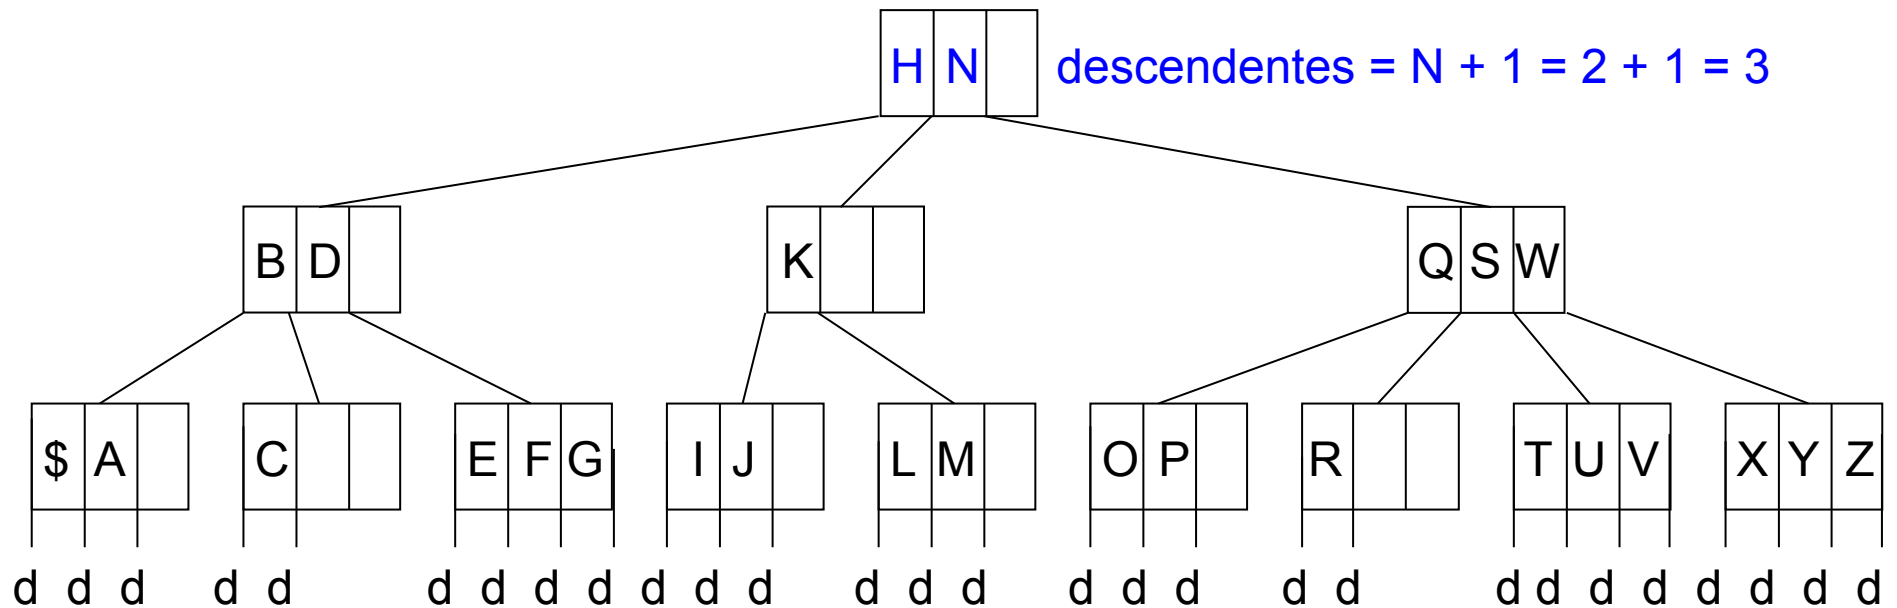 H N descendentes = N + 1 = 2 + 1 = 3
B D K Q S W
$ A C E F G I J L M O P R T U V X Y Z
d d d d d d d d d d d d d d d d d d d d d d d d d d d d d